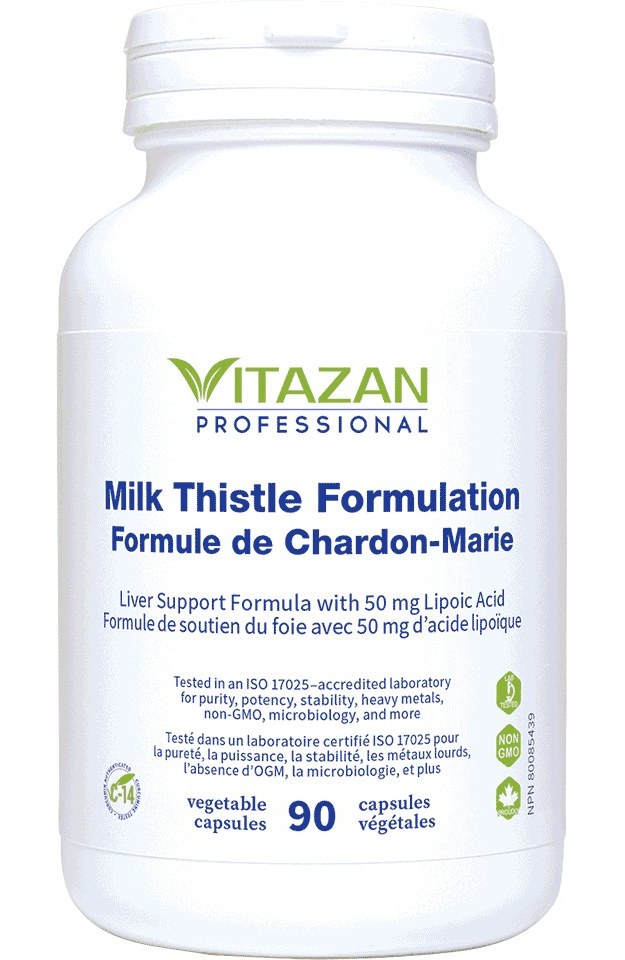 VITAZAN
PROFESSIONAL
Milk Thistle Formulation
Formule de Chardon-Marie
Liver Support Formula with 50 mg Lipoic Acid
Formule de soutien du foie avec 50 mg d’acide lipoïque
Tested in an ISO 17025–accredited laboratory
for purity, potency, stability, heavy metals,
non-GMO, microbiology, and more
Testé dans un laboratoire certifié ISO 17025 pour
la pureté, la puissance, la stabilité, les métaux lourds,
l’absence d’OGM, la microbiologie, et plus
vegetable
capsules
90
capsules
végétales
C-14
LAB
TESTED
NON
GMO
NPN 80085439